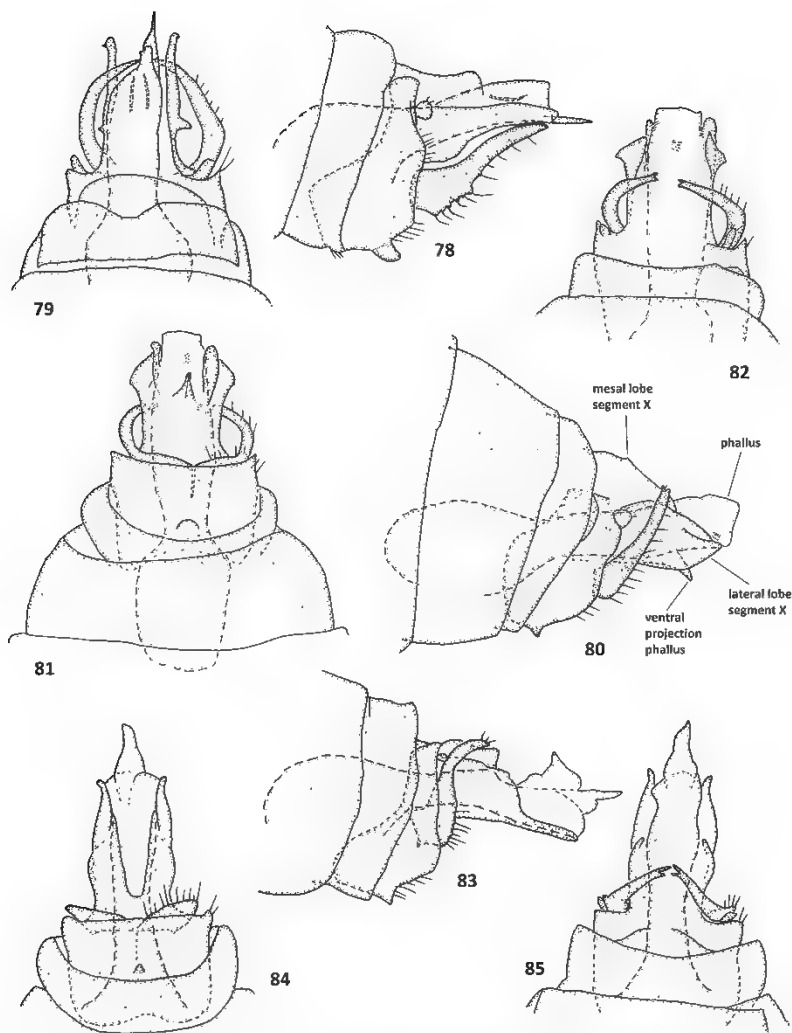 79
78
82
mesal lobe
segment X
phallus
lateral lobe
segment X
ventral
projection
phallus
81
80
83
84
85